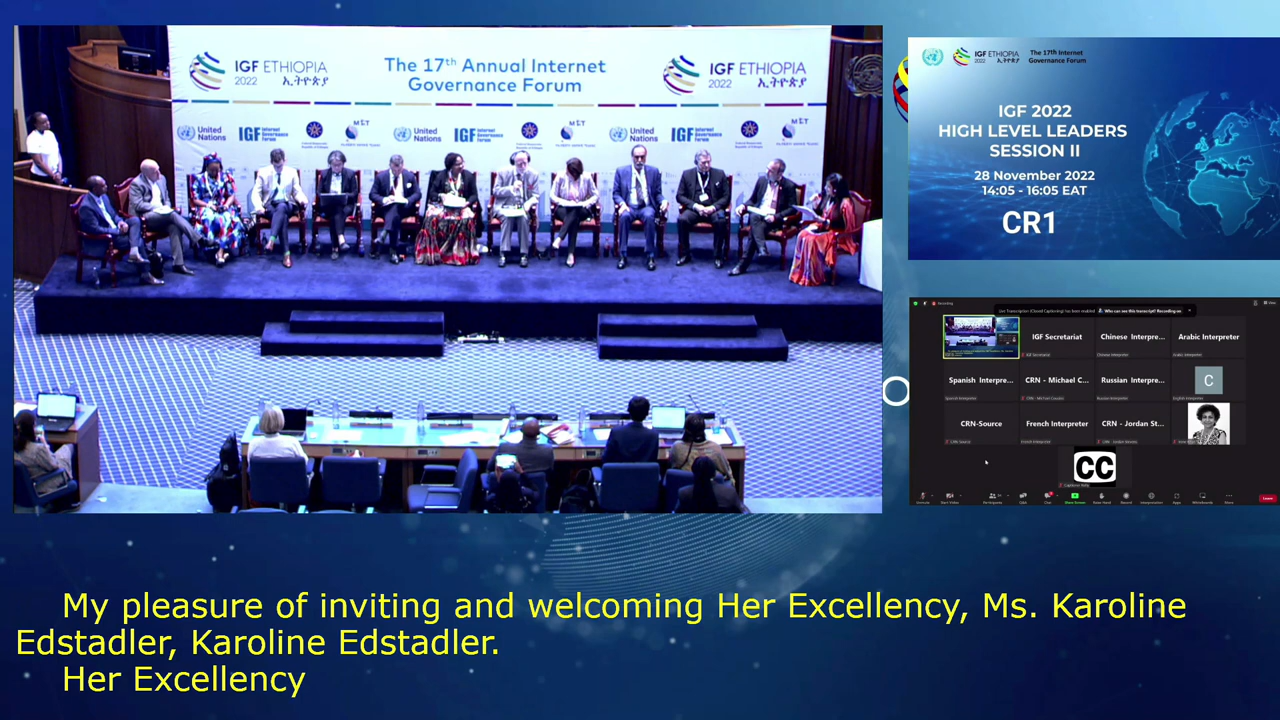 IGF ETHIOPIA
2022 ኢትዮጵያ
The 17th Annual Internet
Governance Forum
IGF ETHIOPIA
2022 ኢትዮጵያ
United Nations
IGF Internet Governance Forum
United Nations
IGF Internet Governance Forum
United Nations
IGF Internet Governance Forum
IGF ETHIOPIA
2022 ኢትዮጵያ
The 17th Internet
Governance Forum
IGF 2022
HIGH LEVEL LEADERS
SESSION II
28 November 2022
14:05 - 16:05 EAT
CR1
Recording
IGF Secretariat
Chinese Interpre...
Arabic Interpreter
Spanish Interpre...
CRN - Michael C...
Russian Interpre...
C
CRN-Source
French Interpreter
CRN - Jordan St...
CC
My pleasure of inviting and welcoming Her Excellency, Ms. Karoline
Edstadler, Karoline Edstadler.
Her Excellency